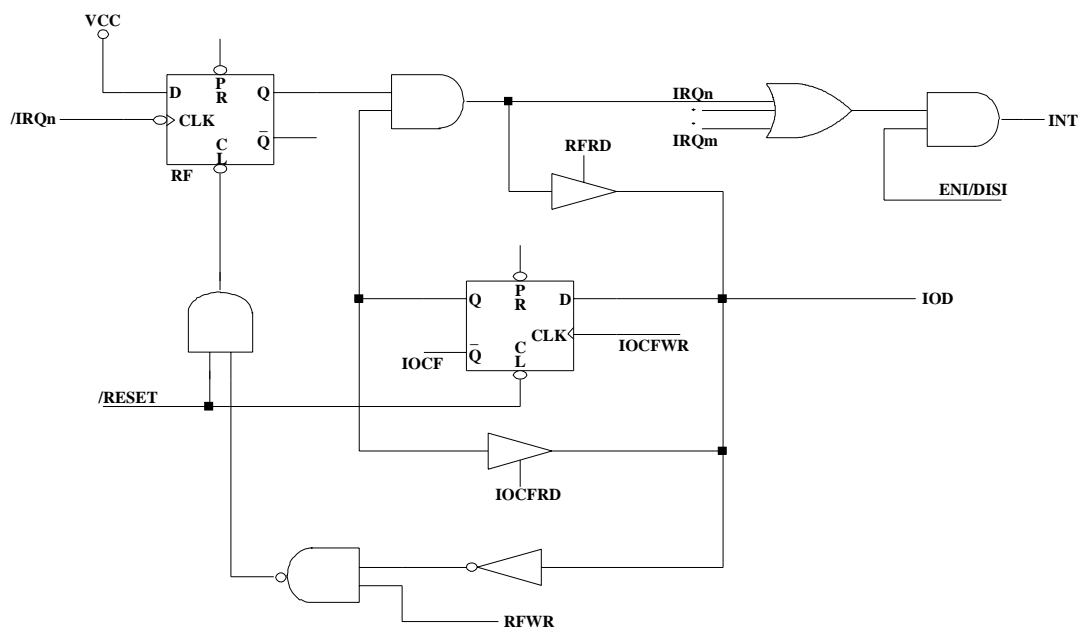 VCC
P
R
D
Q
/IRQn
CLK
C
L
Q̅
RF
IRQn
IRQm
INT
RFRD
ENI/DISI
P
R
Q
D
IOD
CLK
IOCFWR
C
L
Q̅
IOCF
/RESET
IOCFRD
RFWR